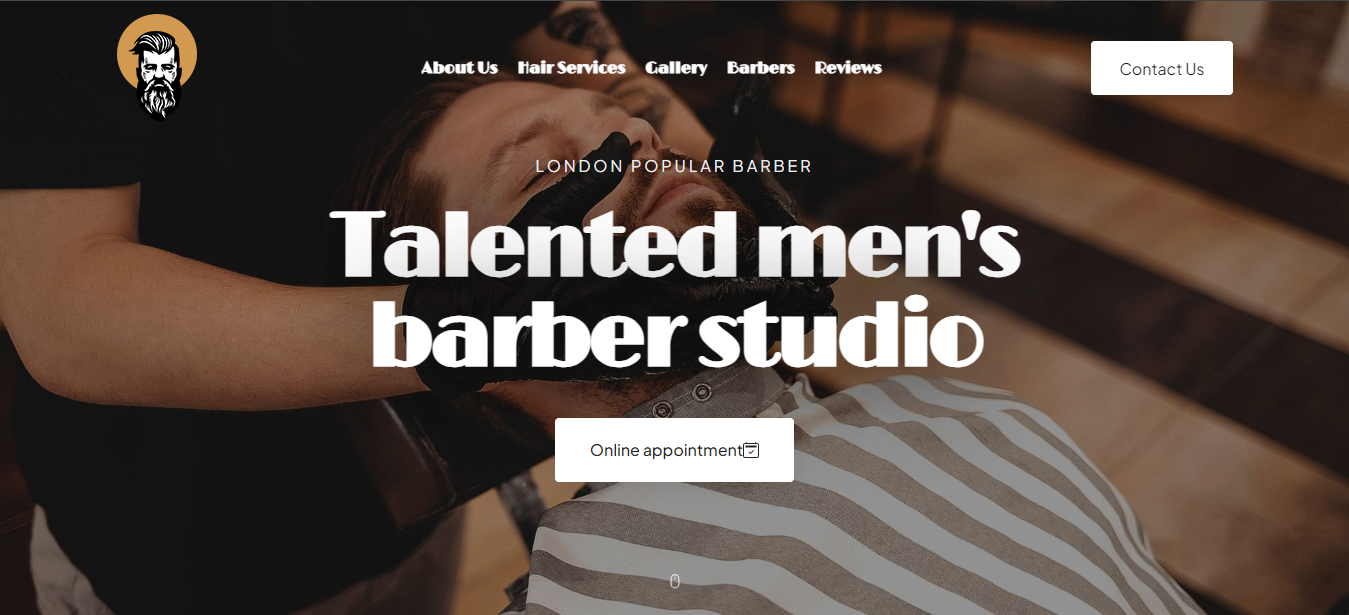 About Us Hair Services Gallery Barbers Reviews Contact Us
LONDON POPULAR BARBER
Talented men's
barber studio
Online appointment